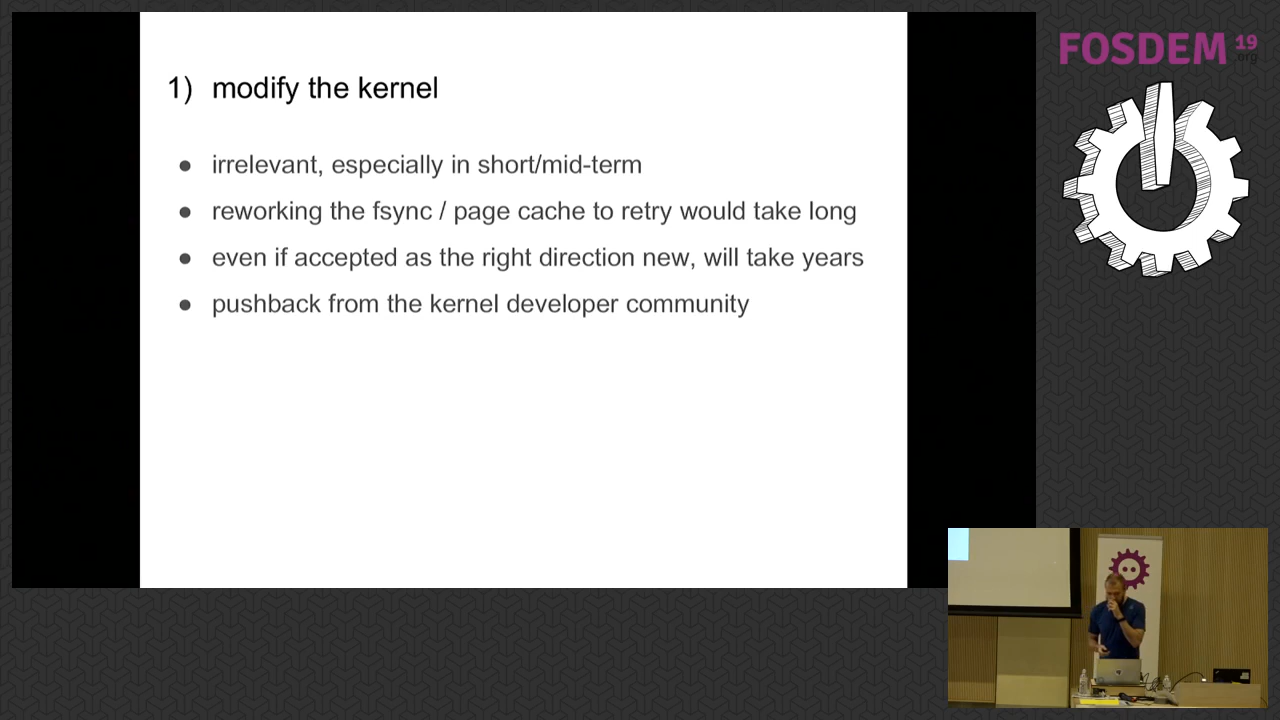 1) modify the kernel
● irrelevant, especially in short/mid-term
● reworking the fsync / page cache to retry would take long
● even if accepted as the right direction new, will take years
● pushback from the kernel developer community
FOSDEM 19
.org